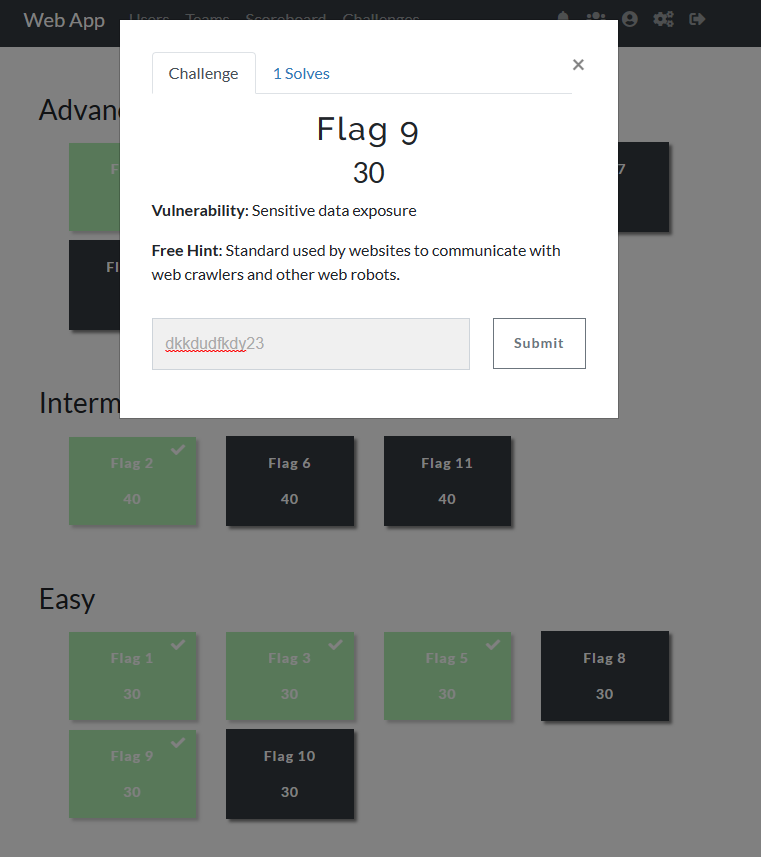 Web App Users Teams Scoreboard Challenges
Challenge 1 Solves ×
Flag 9
30
Vulnerability: Sensitive data exposure
Free Hint: Standard used by websites to communicate with
web crawlers and other web robots.
dkkdudfkdy23 Submit
7
Flag 2 Flag 6 Flag 11
40 40 40
Easy
Flag 1 Flag 3 Flag 5 Flag 8
30 30 30 30
Flag 9 Flag 10
30 30